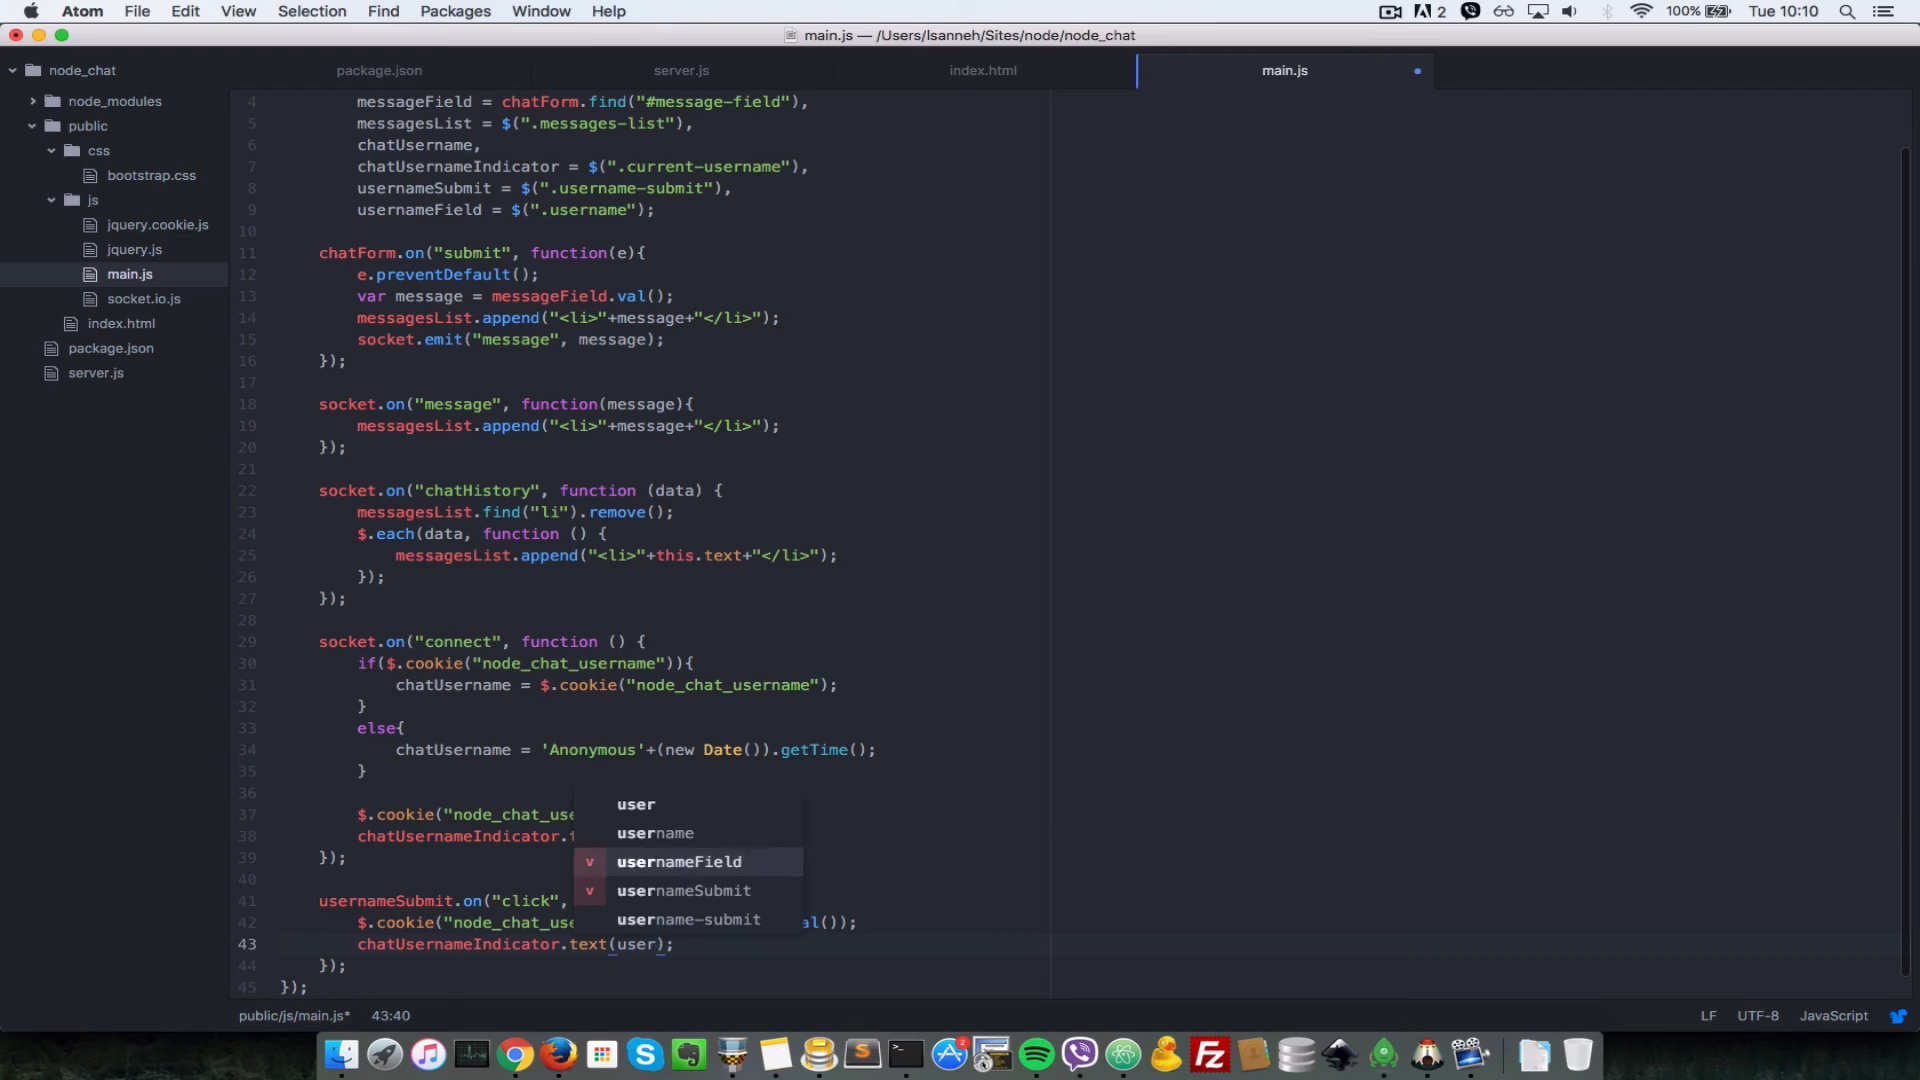 Atom File Edit View Selection Find Packages Window Help 2 100% Tue 10:10
main.js — /Users/lsanneh/Sites/node/node_chat
node_chat
node_modules
public
css
bootstrap.css
js
jquery.cookie.js
jquery.js
main.js
socket.io.js
index.html
package.json
server.js
package.json server.js index.html main.js
4 messageField = chatForm.find("#message-field"),
5 messagesList = $(".messages-list"),
6 chatUsername,
7 chatUsernameIndicator = $(".current-username"),
8 usernameSubmit = $(".username-submit"),
9 usernameField = $(".username");
10
11 chatForm.on("submit", function(e){
12 e.preventDefault();
13 var message = messageField.val();
14 messagesList.append("<li>"+message+"</li>");
15 socket.emit("message", message);
16 });
17
18 socket.on("message", function(message){
19 messagesList.append("<li>"+message+"</li>");
20 });
21
22 socket.on("chatHistory", function (data) {
23 messagesList.find("li").remove();
24 $.each(data, function () {
25 messagesList.append("<li>"+this.text+"</li>");
26 });
27 });
28
29 socket.on("connect", function () {
30 if($.cookie("node_chat_username")){
31 chatUsername = $.cookie("node_chat_username");
32 }
33 else{
34 chatUsername = 'Anonymous'+(new Date()).getTime();
35 }
36
37 $.cookie("node_chat_use
38 chatUsernameIndicator.t
39 });
40
41 usernameSubmit.on("click",
42 $.cookie("node_chat_use al());
43 chatUsernameIndicator.text(user);
44 });
45 });
user
username
v usernameField
v usernameSubmit
username-submit
public/js/main.js* 43:40 LF UTF-8 JavaScript
2